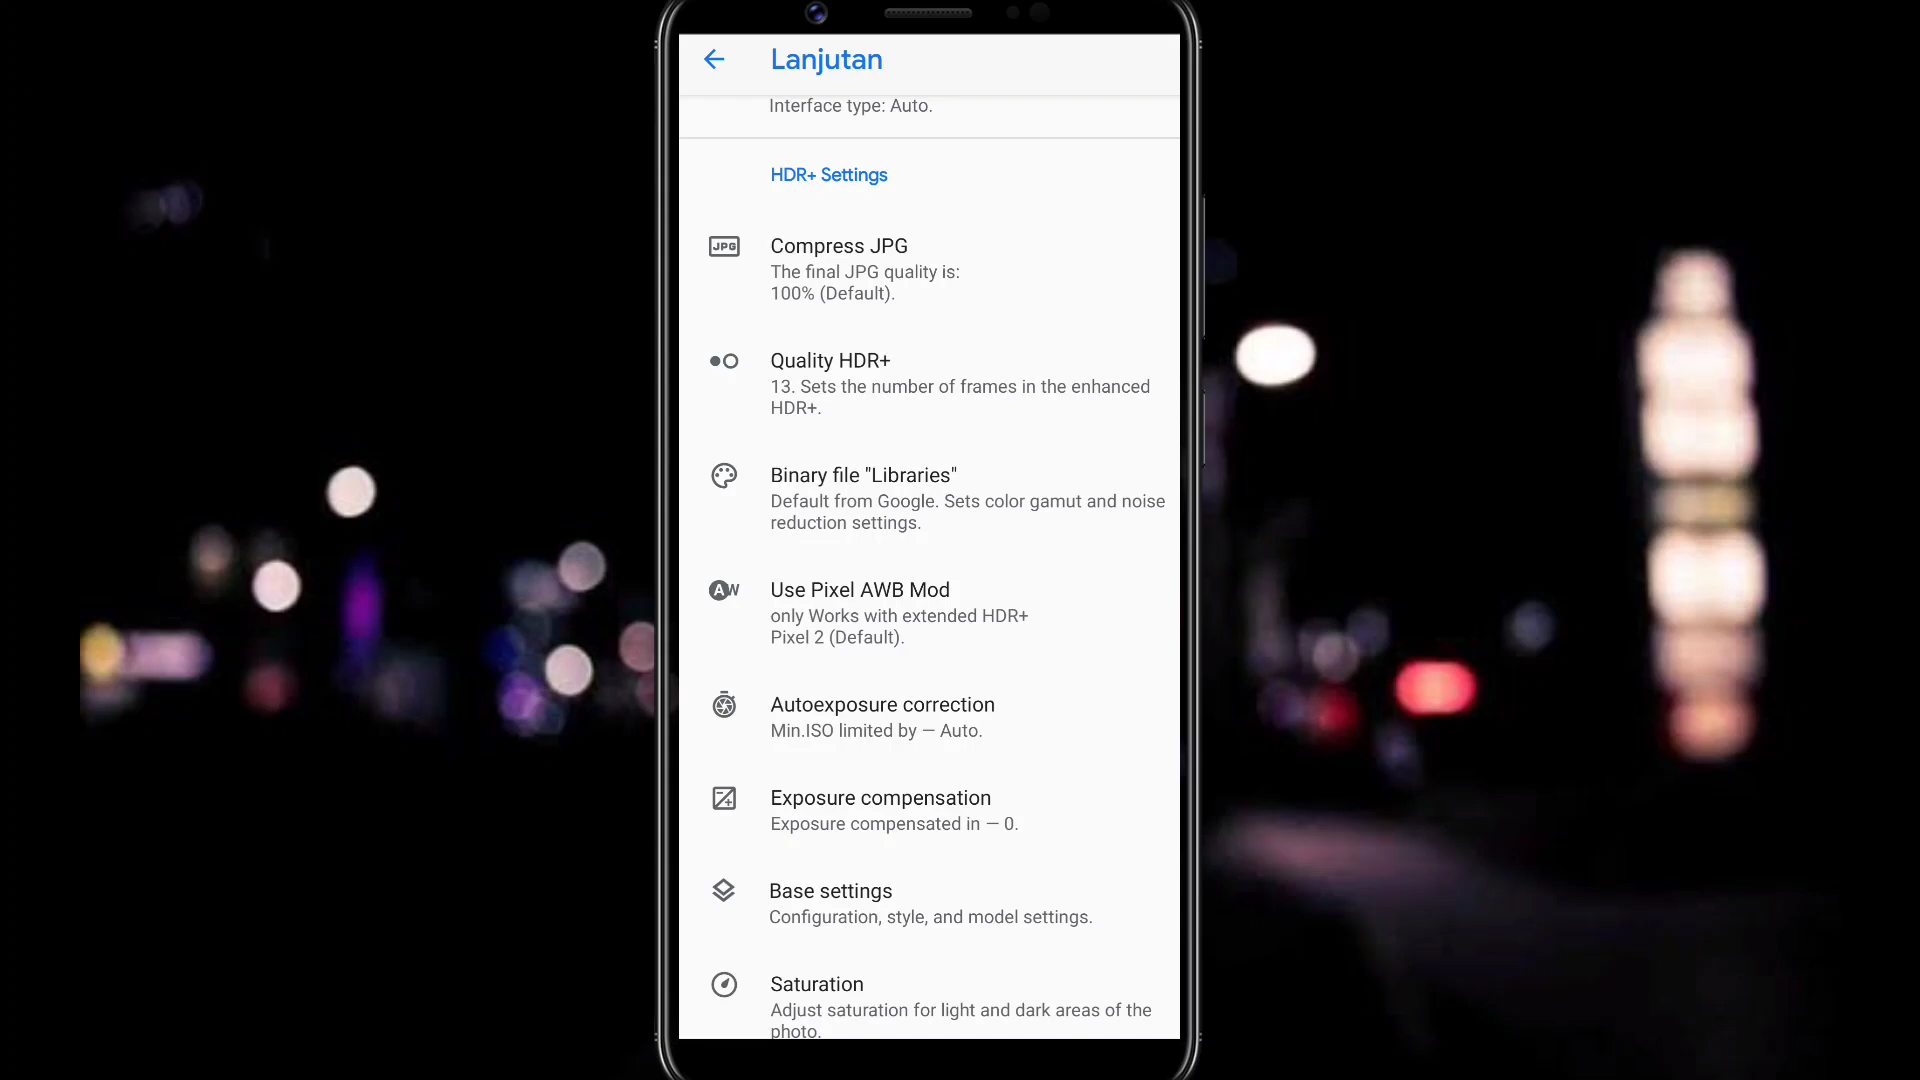 Lanjutan
Interface type: Auto.
HDR+ Settings
JPG
Compress JPG
The final JPG quality is:
100% (Default).
Quality HDR+
13. Sets the number of frames in the enhanced
HDR+.
Binary file "Libraries"
Default from Google. Sets color gamut and noise
reduction settings.
AW
Use Pixel AWB Mod
only Works with extended HDR+
Pixel 2 (Default).
Autoexposure correction
Min.ISO limited by — Auto.
Exposure compensation
Exposure compensated in — 0.
Base settings
Configuration, style, and model settings.
Saturation
Adjust saturation for light and dark areas of the
photo.